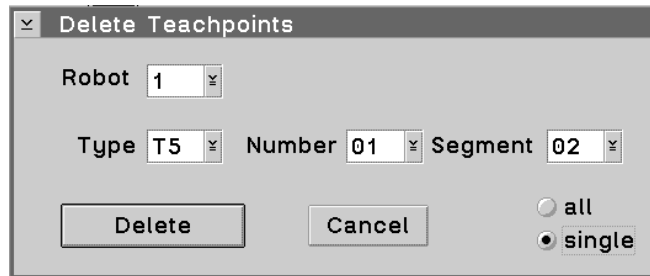 Delete Teachpoints
Robot 1
Type T5 Number 01 Segment 02
Delete Cancel all
single